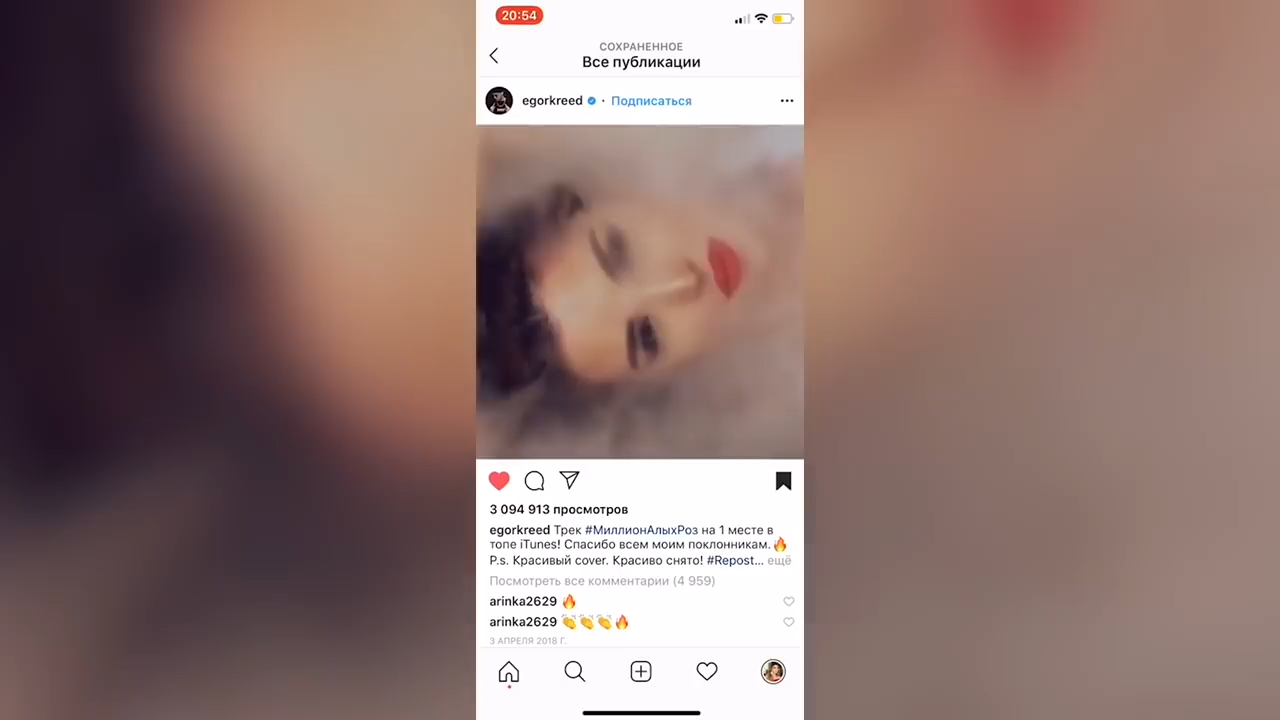 20:54
СОХРАНЕННОЕ
Все публикации
egorkreed · Подписаться
3 094 913 просмотров
egorkreed Трек #МиллионАлыхРоз на 1 месте в
топе iTunes! Спасибо всем моим поклонникам.🔥
P.s. Красивый cover. Красиво снято! #Repost... ещё
Посмотреть все комментарии (4 959)
arinka2629 🔥
arinka2629 👏👏👏🔥
3 АПРЕЛЯ 2018 Г.